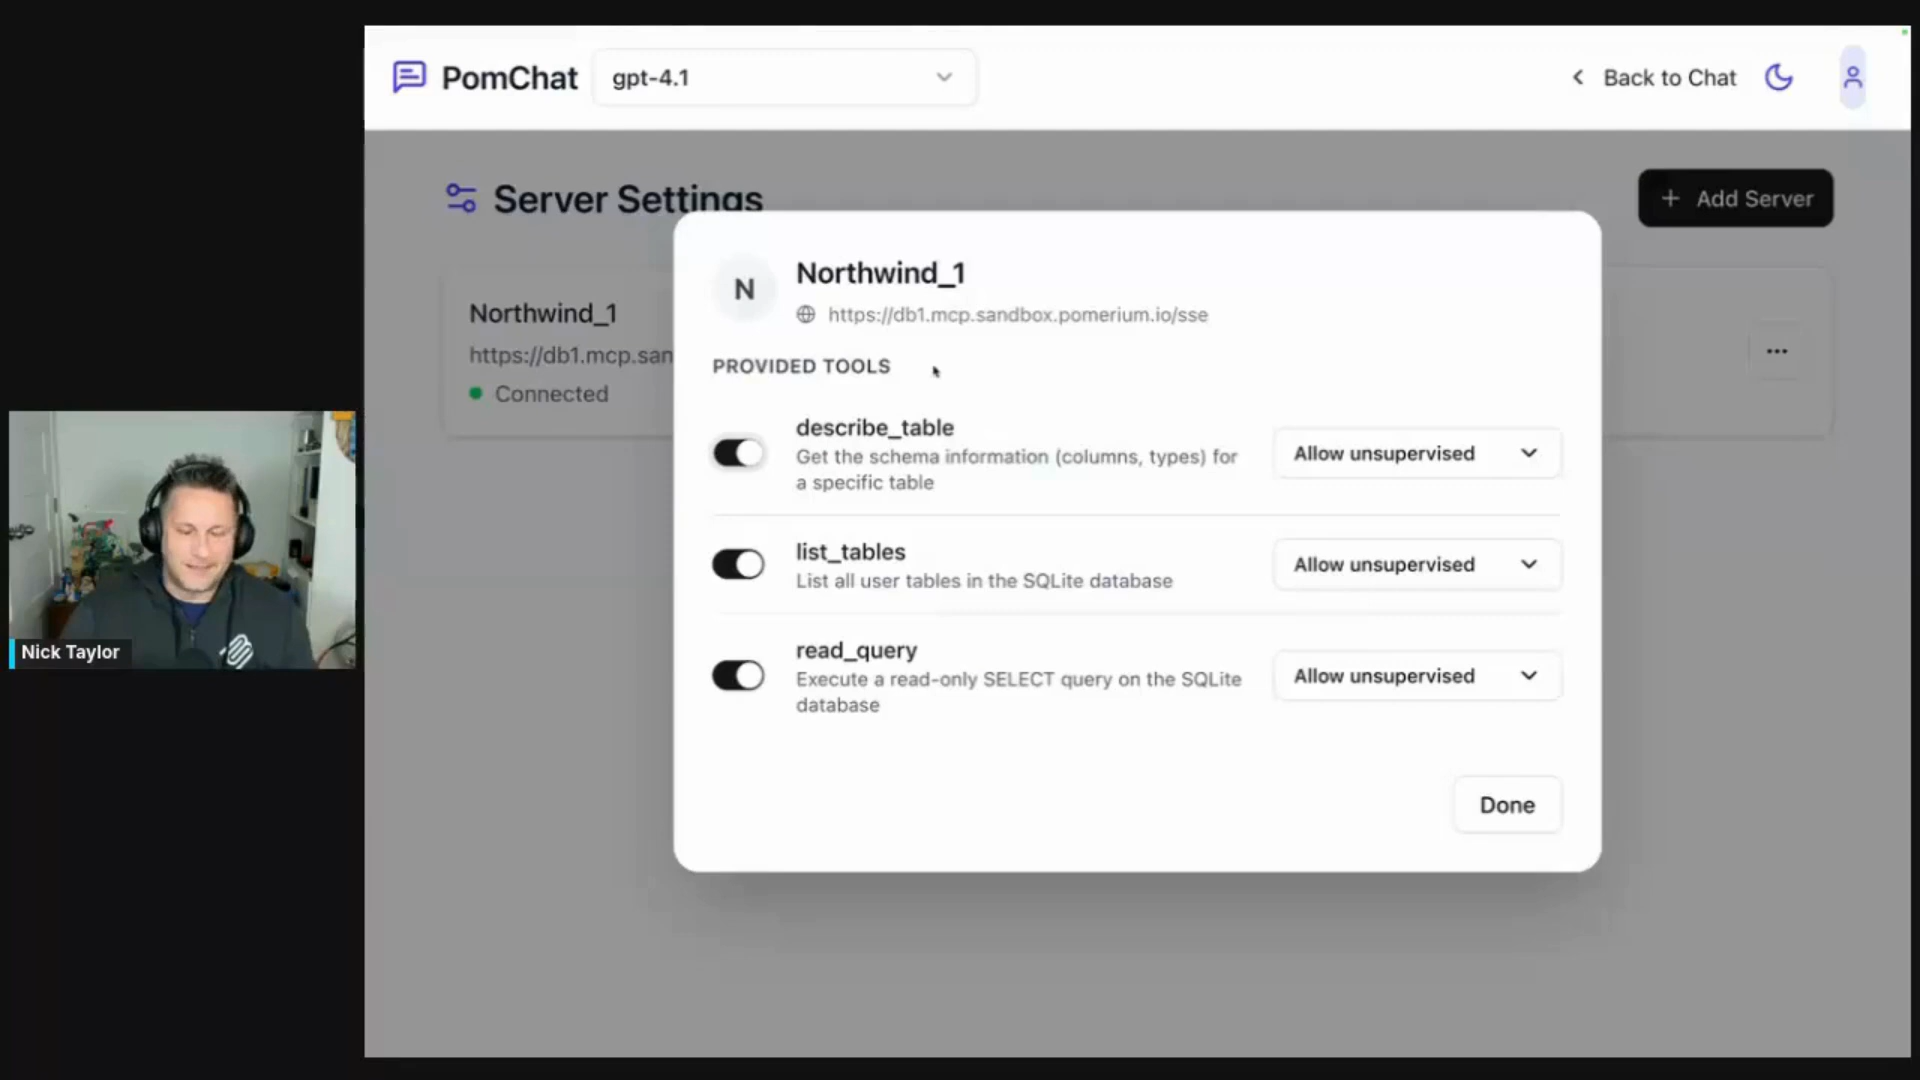 PomChat
gpt-4.1
Back to Chat
Server Settings
+ Add Server
Northwind_1
https://db1.mcp.san
Connected
...
N
Northwind_1
https://db1.mcp.sandbox.pomerium.io/sse
PROVIDED TOOLS
describe_table
Get the schema information (columns, types) for
a specific table
Allow unsupervised
list_tables
List all user tables in the SQLite database
Allow unsupervised
read_query
Execute a read-only SELECT query on the SQLite
database
Allow unsupervised
Done
Nick Taylor